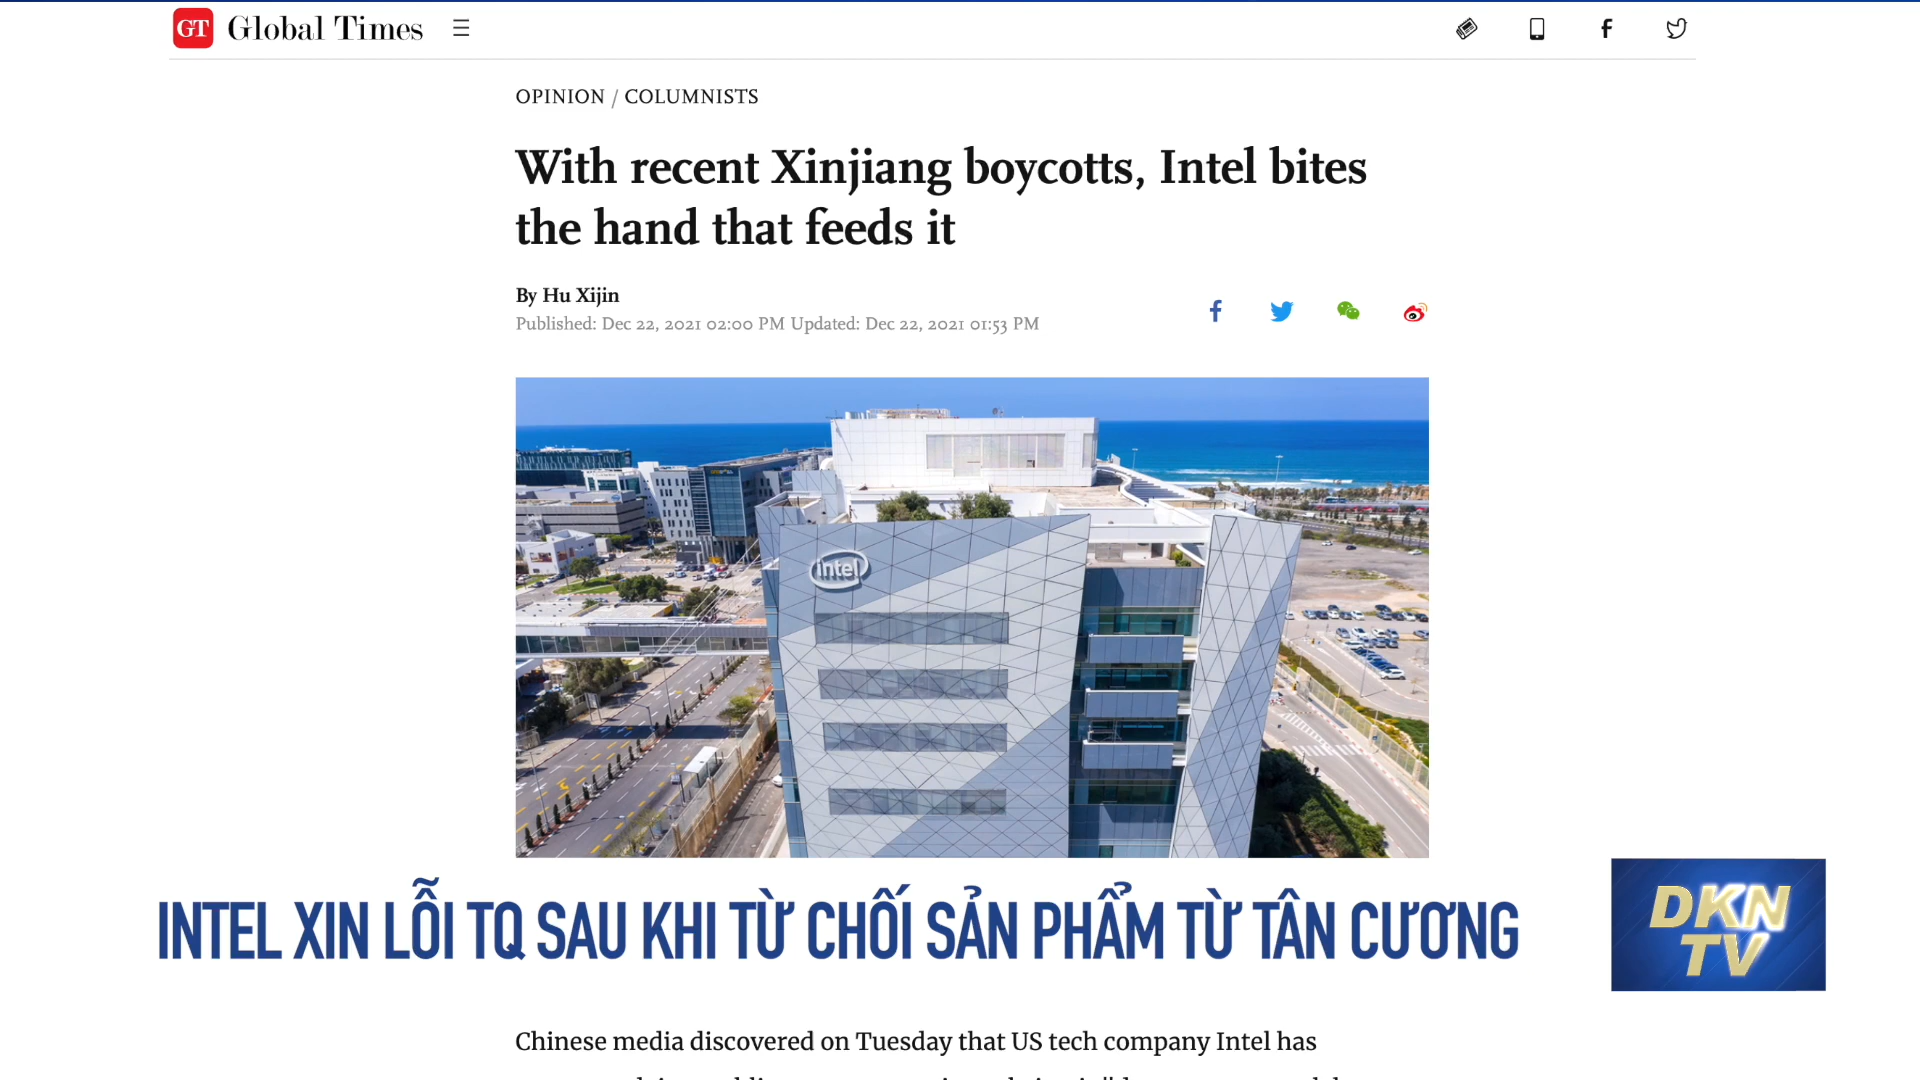 GT Global Times
OPINION / COLUMNISTS
With recent Xinjiang boycotts, Intel bites
the hand that feeds it
By Hu Xijin
Published: Dec 22, 2021 02:00 PM Updated: Dec 22, 2021 01:53 PM
intel
INTEL XIN LỖI TQ SAU KHI TỪ CHỐI SẢN PHẨM TỪ TÂN CƯƠNG
DKN
TV
Chinese media discovered on Tuesday that US tech company Intel has